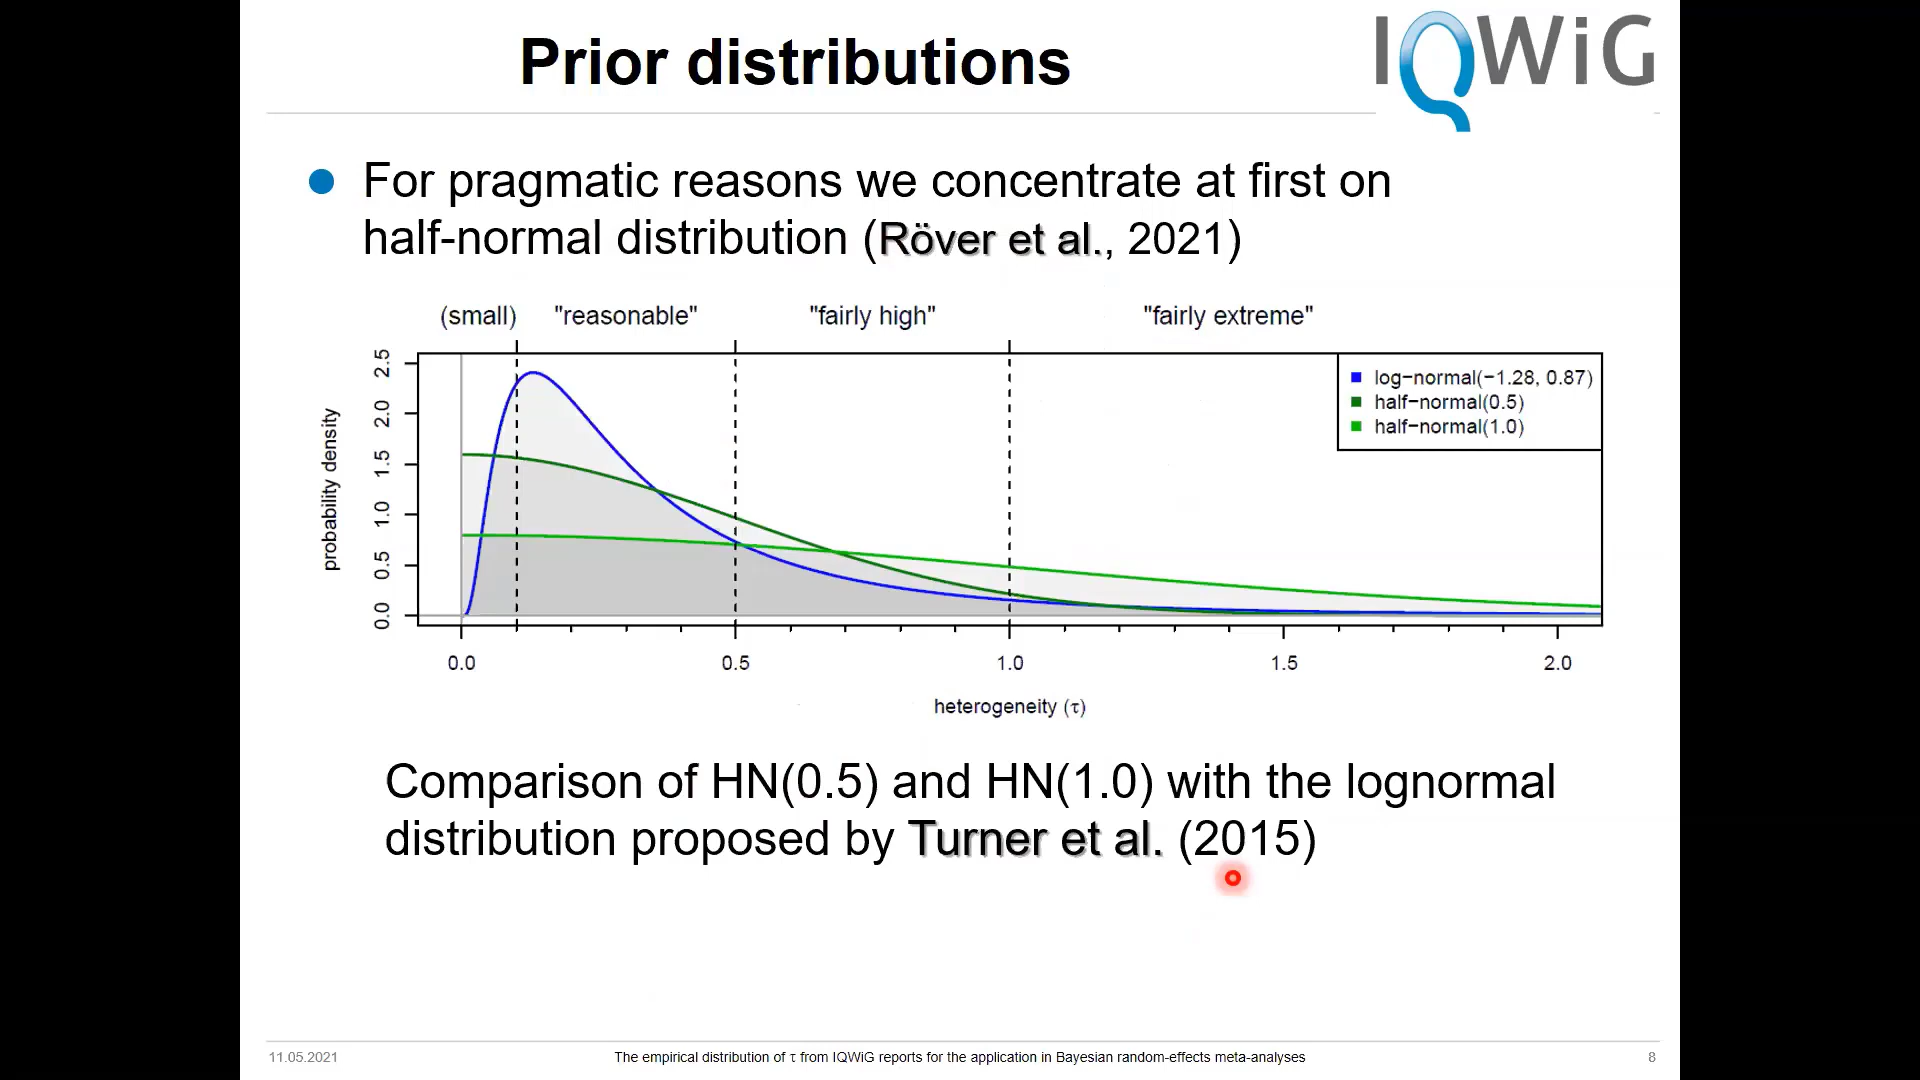 Prior distributions
IQWiG
For pragmatic reasons we concentrate at first on
half-normal distribution (Röver et al., 2021)
(small) "reasonable" "fairly high" "fairly extreme"
probability density
2.5
2.0
1.5
1.0
0.5
0.0
log−normal(−1.28, 0.87)
half−normal(0.5)
half−normal(1.0)
0.0 0.5 1.0 1.5 2.0
heterogeneity (τ)
Comparison of HN(0.5) and HN(1.0) with the lognormal
distribution proposed by Turner et al. (2015)
11.05.2021 The empirical distribution of τ from IQWiG reports for the application in Bayesian random-effects meta-analyses 8